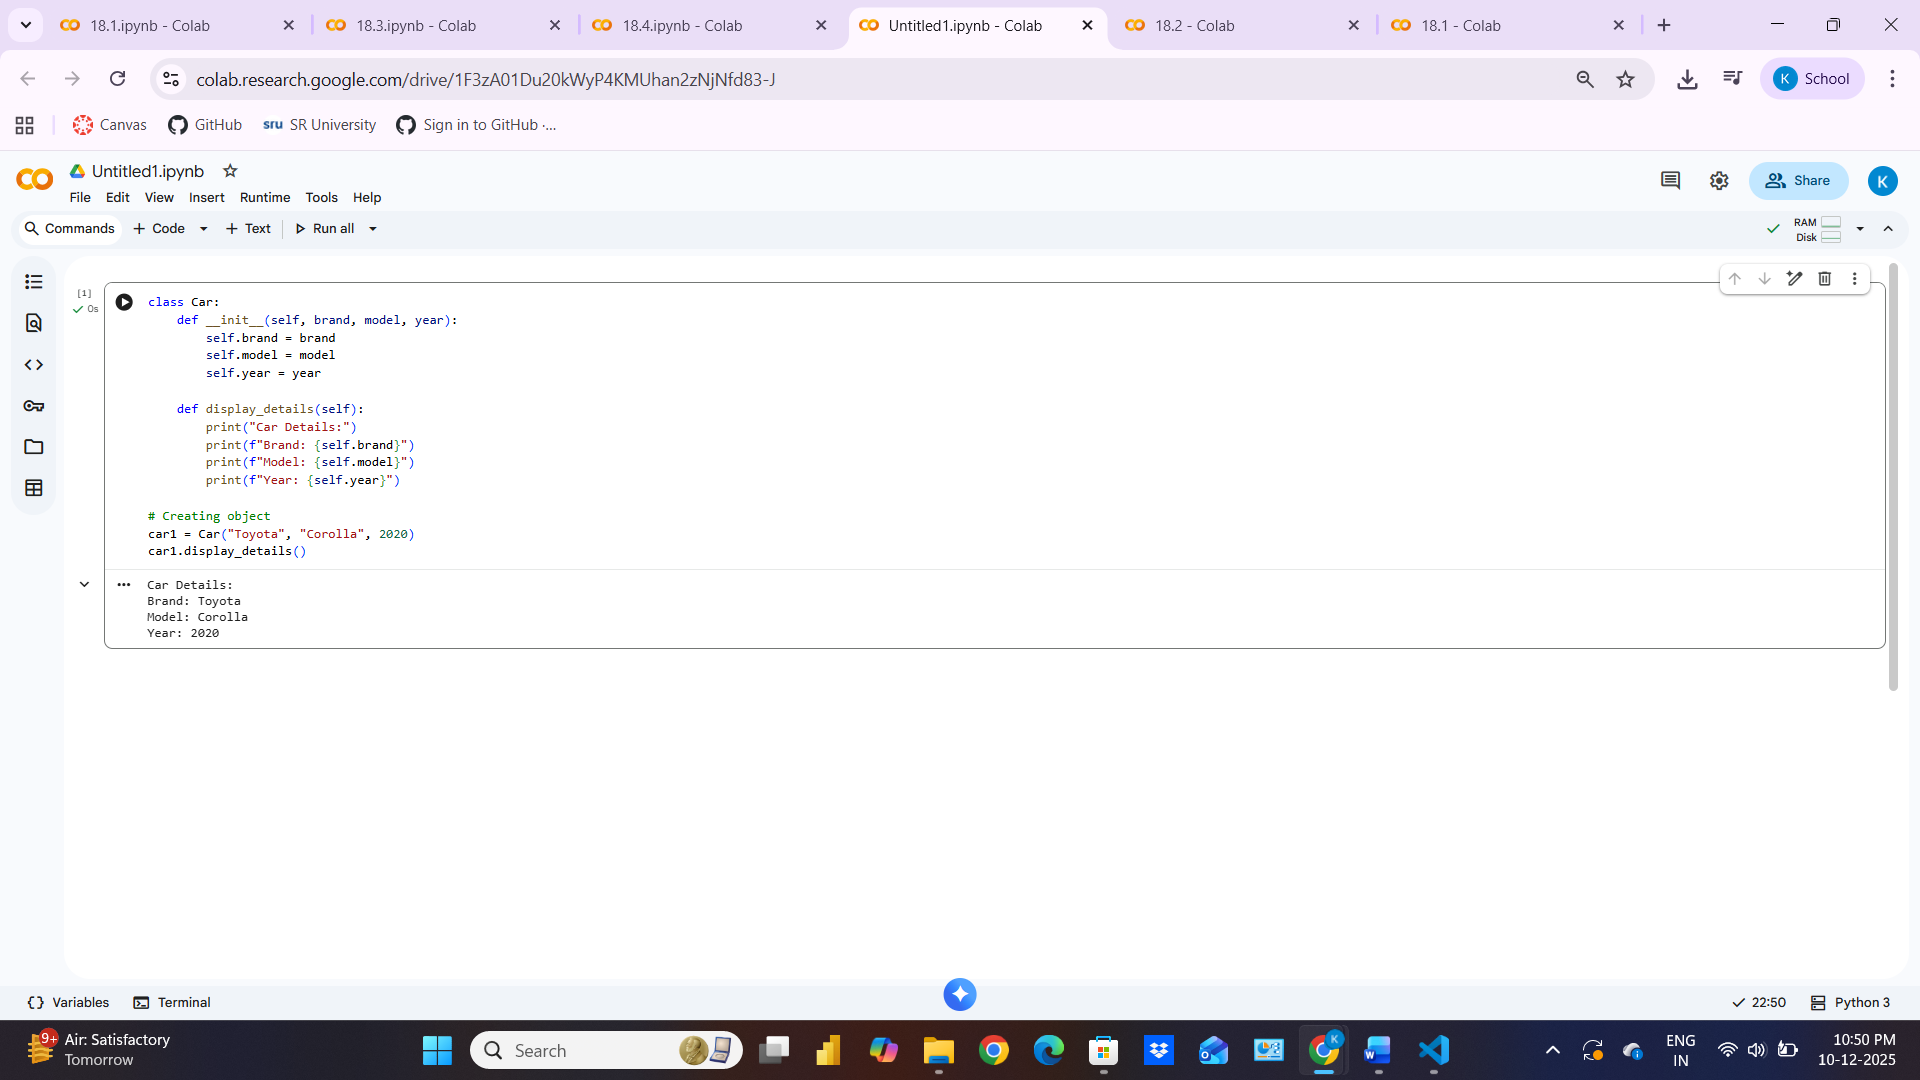 18.1.ipynb - Colab
18.3.ipynb - Colab
18.4.ipynb - Colab
Untitled1.ipynb - Colab
18.2 - Colab
18.1 - Colab
colab.research.google.com/drive/1F3zA01Du20kWyP4KMUhan2zNjNfd83-J
K School
Canvas
GitHub
sru SR University
Sign in to GitHub ·...
Untitled1.ipynb
File Edit View Insert Runtime Tools Help
Share
K
Commands + Code + Text Run all
RAM
Disk
[1]
0s
class Car:
    def __init__(self, brand, model, year):
        self.brand = brand
        self.model = model
        self.year = year
    def display_details(self):
        print("Car Details:")
        print(f"Brand: {self.brand}")
        print(f"Model: {self.model}")
        print(f"Year: {self.year}")
# Creating object
car1 = Car("Toyota", "Corolla", 2020)
car1.display_details()
Car Details:
Brand: Toyota
Model: Corolla
Year: 2020
{} Variables
Terminal
22:50
Python 3
9+
Air: Satisfactory
Tomorrow
Search
K
ENG
IN
10:50 PM
10-12-2025